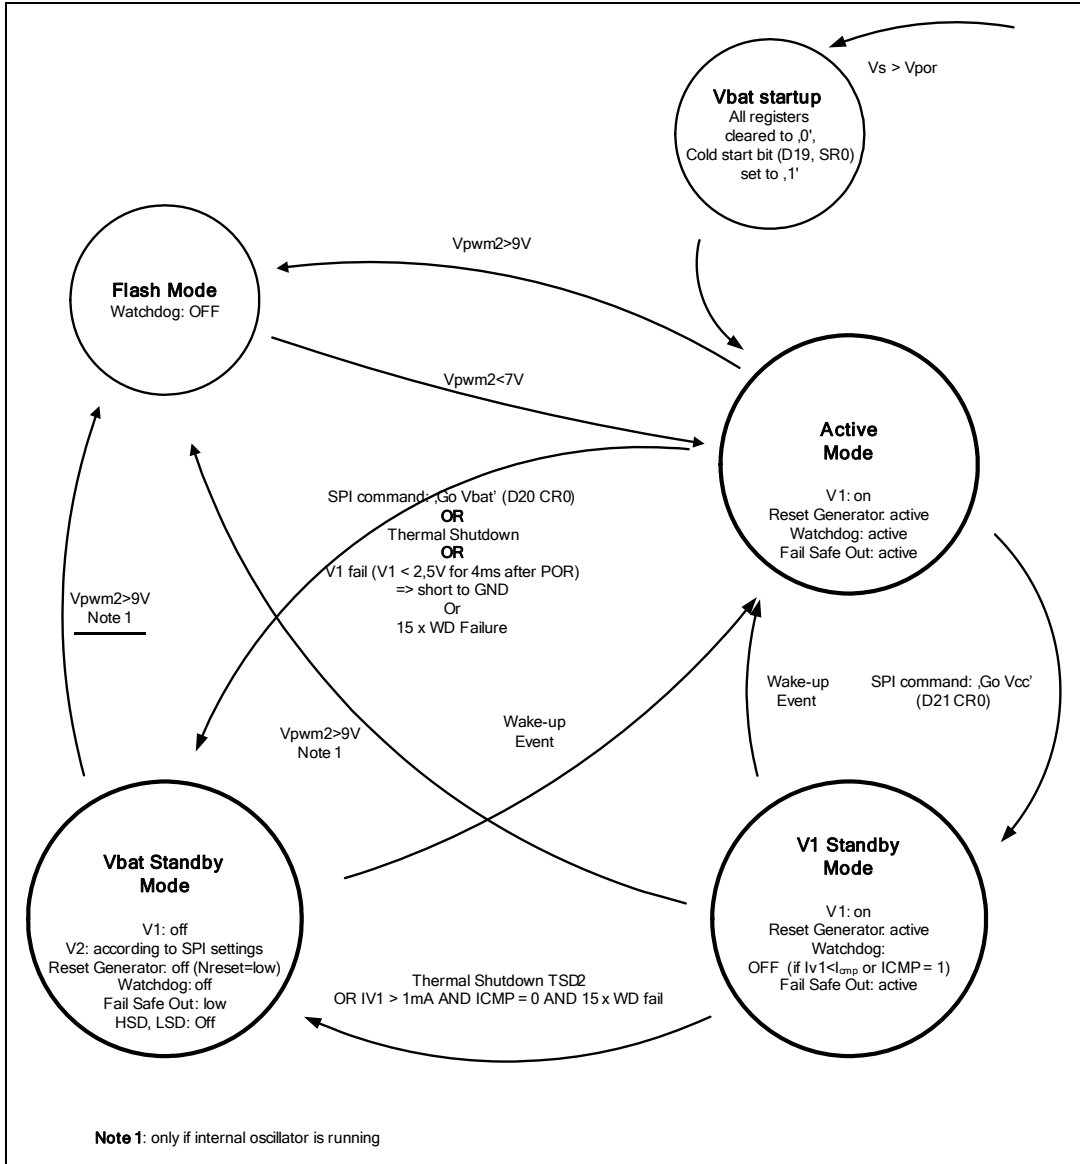 Vs > Vpor
Vbat startup
All registers
cleared to ‚0',
Cold start bit (D19, SR0)
set to ‚1'
Vpwm2>9V
Flash Mode
Watchdog: OFF
Vpwm2<7V
Active
Mode
V1: on
Reset Generator: active
Watchdog: active
Fail Safe Out: active
SPI command: ‚Go Vbat’ (D20 CR0)
OR
Thermal Shutdown
OR
V1 fail (V1 < 2,5V for 4ms after POR)
=> short to GND
Or
15 x WD Failure
Vpwm2>9V
Note 1
Wake-up
Event
SPI command: ‚Go Vcc’
(D21 CR0)
Wake-up
Event
Vpwm2>9V
Note 1
Vbat Standby
Mode
V1: off
V2: according to SPI settings
Reset Generator: off (Nreset=low)
Watchdog: off
Fail Safe Out: low
HSD, LSD: Off
V1 Standby
Mode
V1: on
Reset Generator: active
Watchdog:
OFF (if Iv1<Icmp or ICMP = 1)
Fail Safe Out: active
Thermal Shutdown TSD2
OR IV1 > 1mA AND ICMP = 0 AND 15 x WD fail
Note 1: only if internal oscillator is running